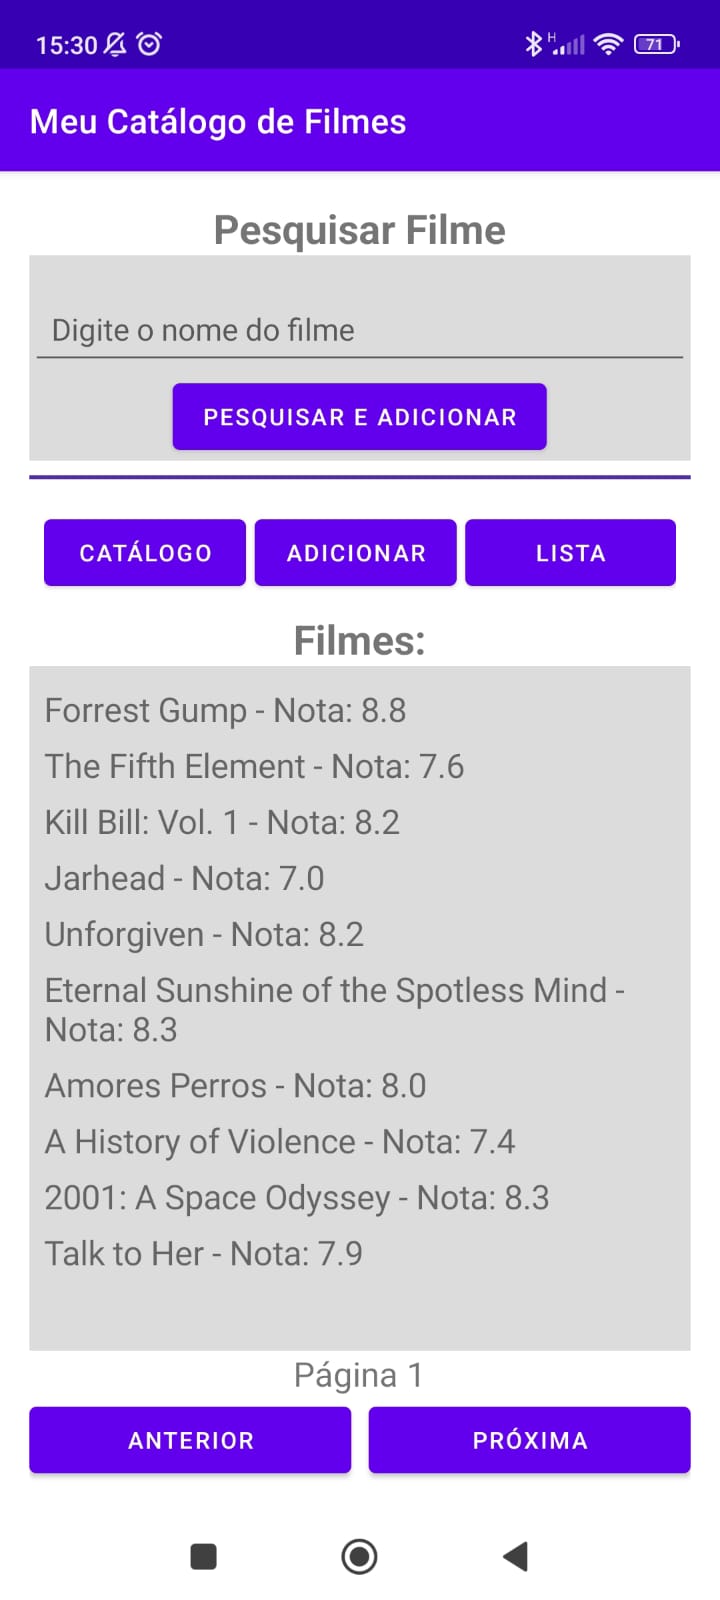 15:30
H
71
Meu Catálogo de Filmes
Pesquisar Filme
Digite o nome do filme
PESQUISAR E ADICIONAR
CATÁLOGO ADICIONAR LISTA
Filmes:
Forrest Gump - Nota: 8.8
The Fifth Element - Nota: 7.6
Kill Bill: Vol. 1 - Nota: 8.2
Jarhead - Nota: 7.0
Unforgiven - Nota: 8.2
Eternal Sunshine of the Spotless Mind -
Nota: 8.3
Amores Perros - Nota: 8.0
A History of Violence - Nota: 7.4
2001: A Space Odyssey - Nota: 8.3
Talk to Her - Nota: 7.9
Página 1
ANTERIOR PRÓXIMA